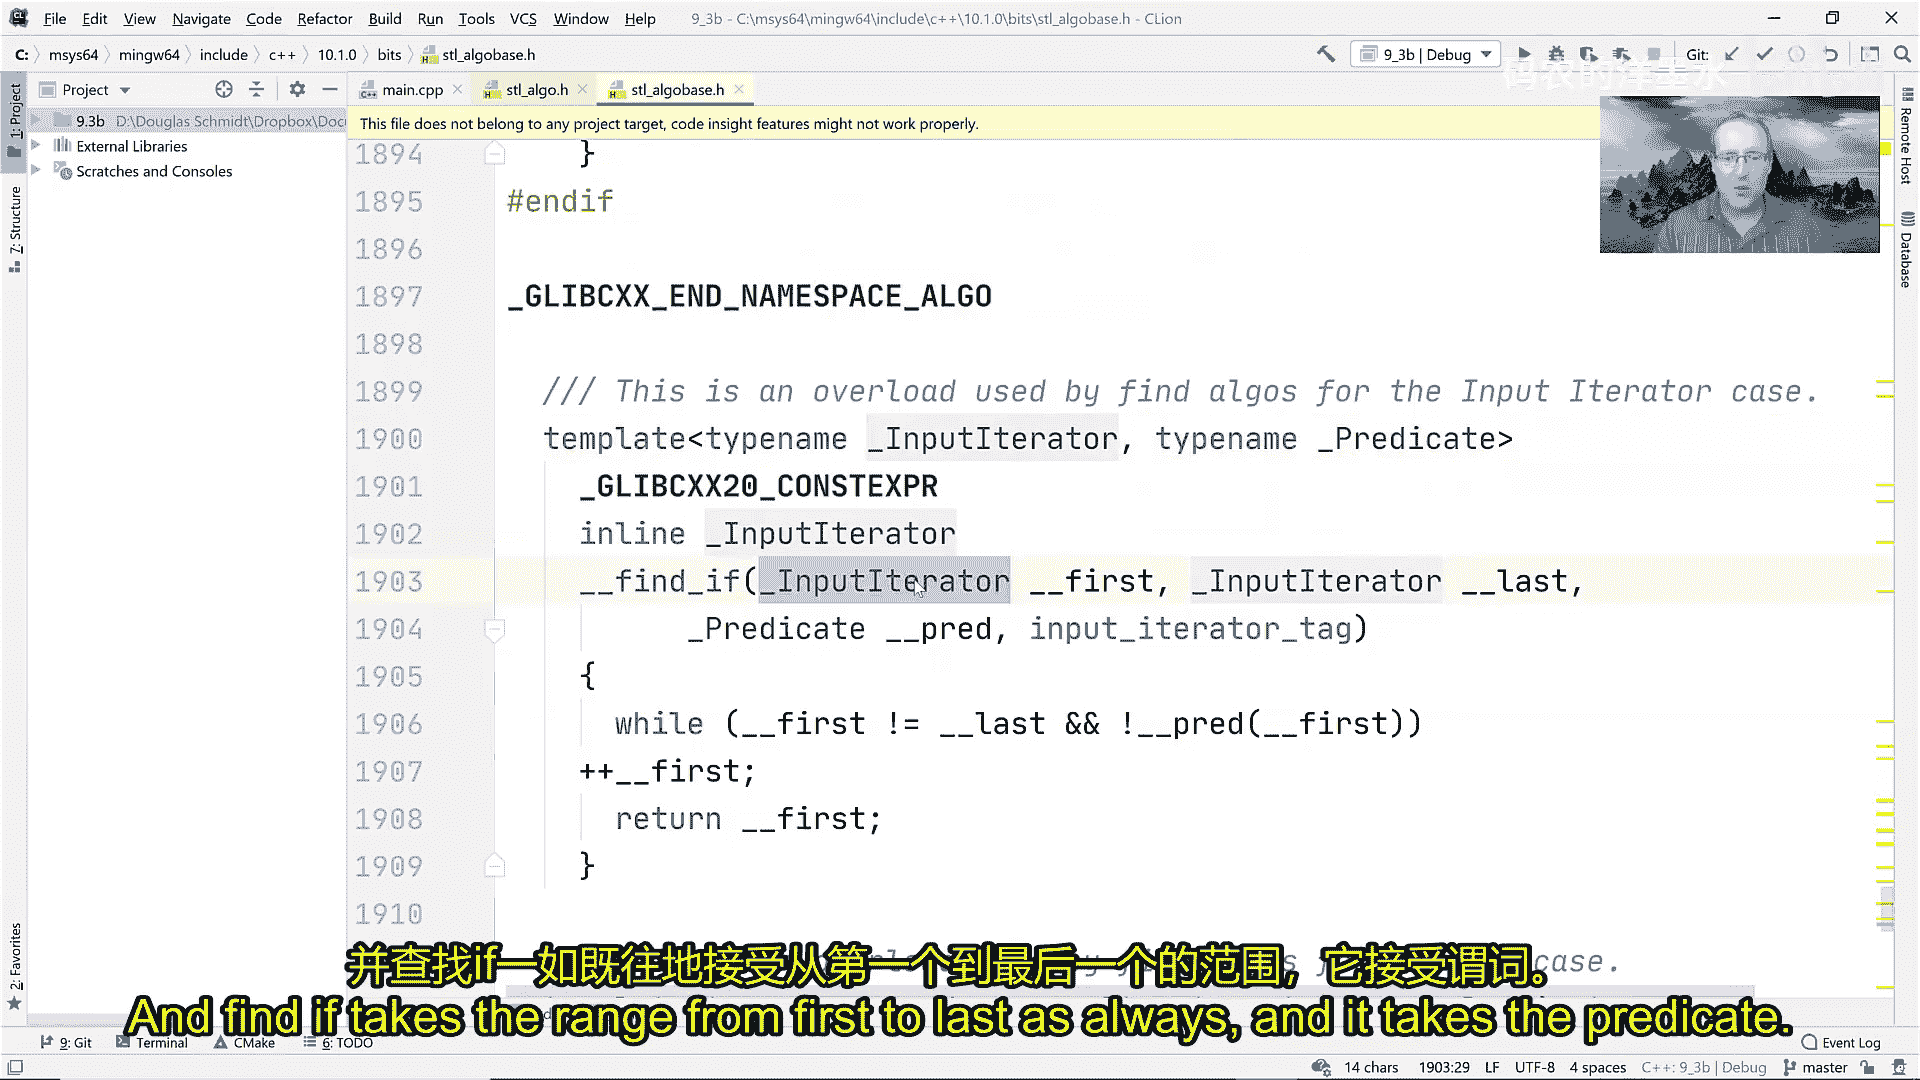 File Edit View Navigate Code Refactor Build Run Tools VCS Window Help 9_3b - C:\msys64\mingw64\include\c++\10.1.0\bits\stl_algobase.h - CLion
C: msys64 mingw64 include c++ 10.1.0 bits stl_algobase.h 9_3b | Debug Git:
Project main.cpp stl_algo.h stl_algobase.h
1: Project
9.3b D:\Douglas Schmidt\Dropbox\Docu
External Libraries
Scratches and Consoles
This file does not belong to any project target, code insight features might not work properly.
Remote Host
Database
Z: Structure
2: Favorites
1894 }
1895 #endif
1896
1897 _GLIBCXX_END_NAMESPACE_ALGO
1898
1899 /// This is an overload used by find algos for the Input Iterator case.
1900 template<typename _InputIterator, typename _Predicate>
1901 _GLIBCXX20_CONSTEXPR
1902 inline _InputIterator
1903 __find_if(_InputIterator __first, _InputIterator __last,
1904 _Predicate __pred, input_iterator_tag)
1905 {
1906 while (__first != __last && !__pred(__first))
1907 ++__first;
1908 return __first;
1909 }
1910
case.
并查找if一如既往地接受从第一个到最后一个的范围，它接受谓词。
And find if takes the range from first to last as always, and it takes the predicate.
9: Git Terminal CMake 6: TODO Event Log
14 chars 1903:29 LF UTF-8 4 spaces C++: 9_3b | Debug master